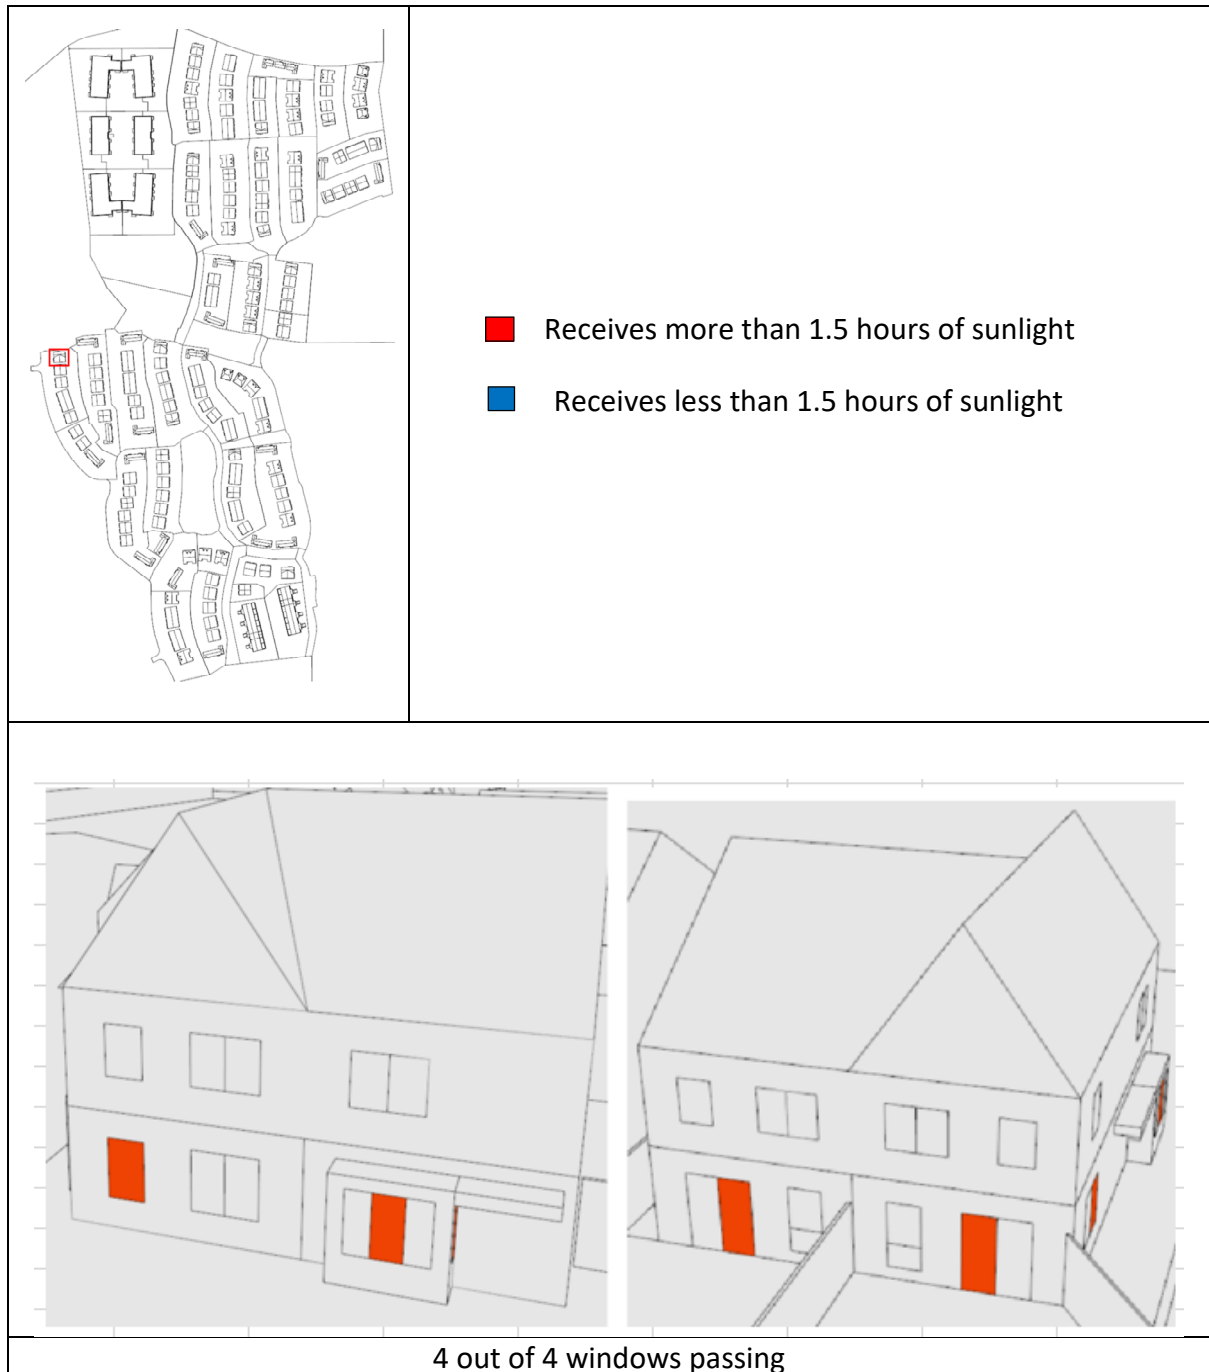 Receives more than 1.5 hours of sunlight
Receives less than 1.5 hours of sunlight
4 out of 4 windows passing